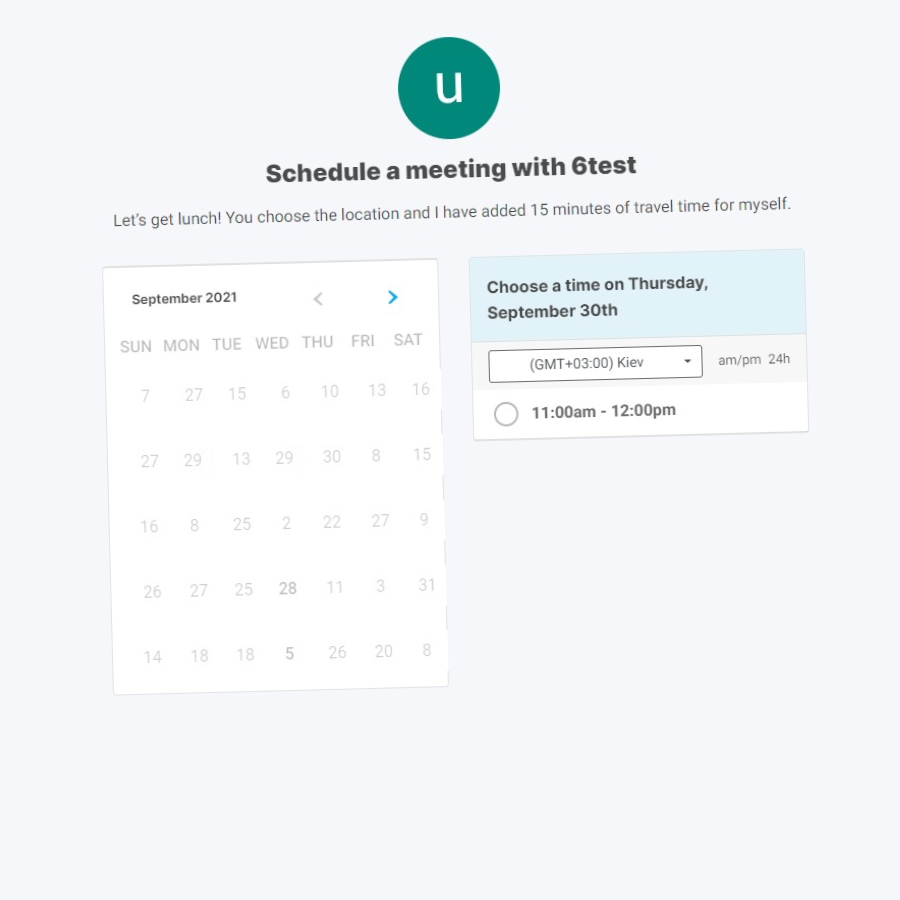 u
Schedule a meeting with 6test
Let's get lunch! You choose the location and I have added 15 minutes of travel time for myself.
September 2021
SUN MON TUE WED THU FRI SAT
7 27 15 6 10 13 16
27 29 13 29 30 8 15
16 8 25 2 22 27 9
26 27 25 28 11 3 31
14 18 18 5 26 20 8
Choose a time on Thursday,
September 30th
(GMT+03:00) Kiev am/pm 24h
11:00am - 12:00pm